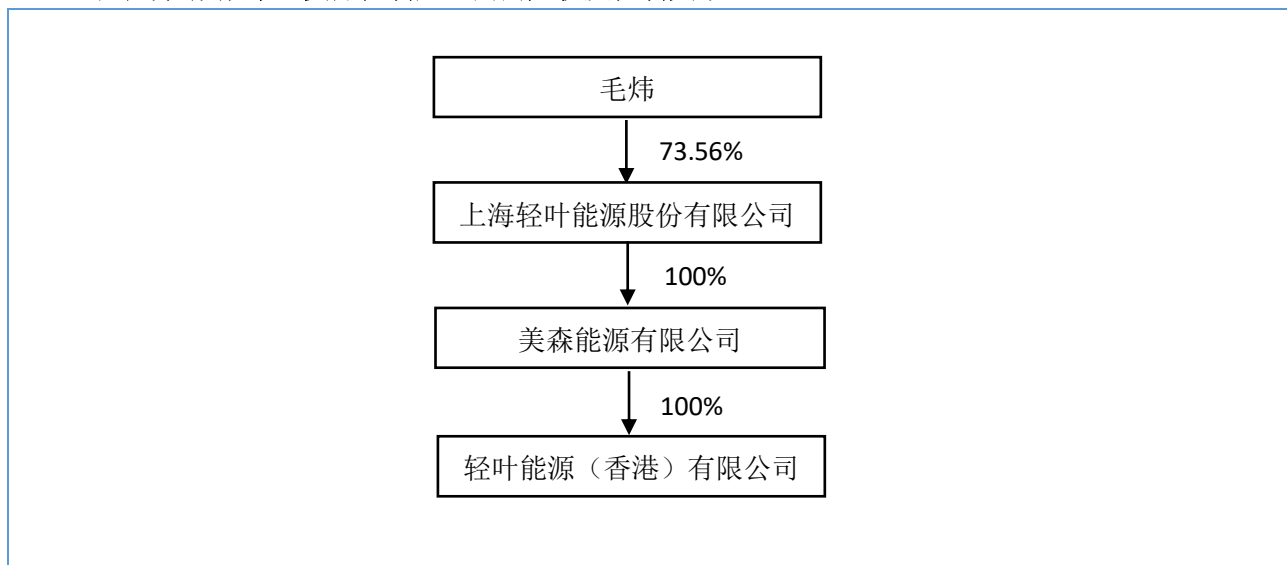 毛炜
73.56%
上海轻叶能源股份有限公司
100%
美森能源有限公司
100%
轻叶能源（香港）有限公司